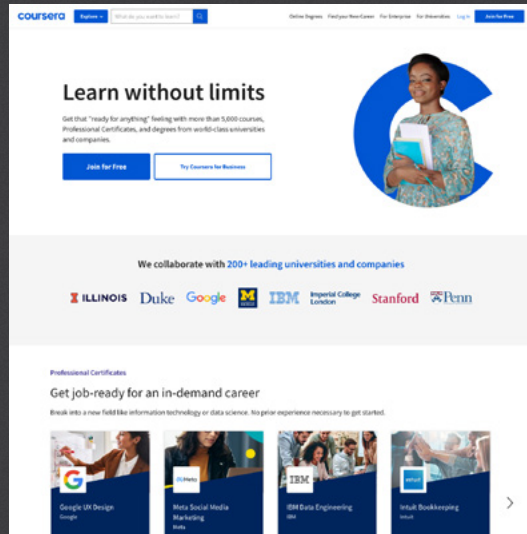 coursera
Explore
What do you want to learn?
Online Degrees
Find your New Career
For Enterprise
For Universities
Log In
Join for Free
Learn without limits
Get that "ready for anything" feeling with more than 5,000 courses,
Professional Certificates, and degrees from world-class universities
and companies.
Join for Free
Try Coursera for Business
We collaborate with 200+ leading universities and companies
I ILLINOIS
Duke
Google
M
IBM
Imperial College
London
Stanford
Penn
Professional Certificates
Get job-ready for an in-demand career
Break into a new field like information technology or data science. No prior experience necessary to get started.
G
Google UX Design
Google
Meta
Meta Social Media
Marketing
Meta
IBM
IBM Data Engineering
IBM
intuit
Intuit Bookkeeping
Intuit